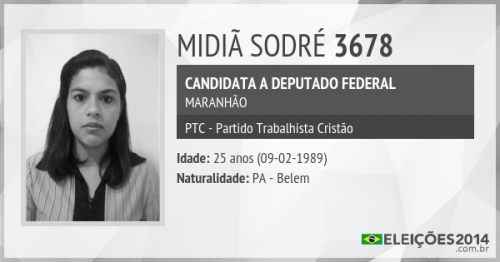 MIDIÃ SODRÉ 3678
CANDIDATA A DEPUTADO FEDERAL
MARANHÃO
PTC - Partido Trabalhista Cristão
Idade: 25 anos (09-02-1989)
Naturalidade: PA - Belem
ELEIÇÕES2014
.com.br